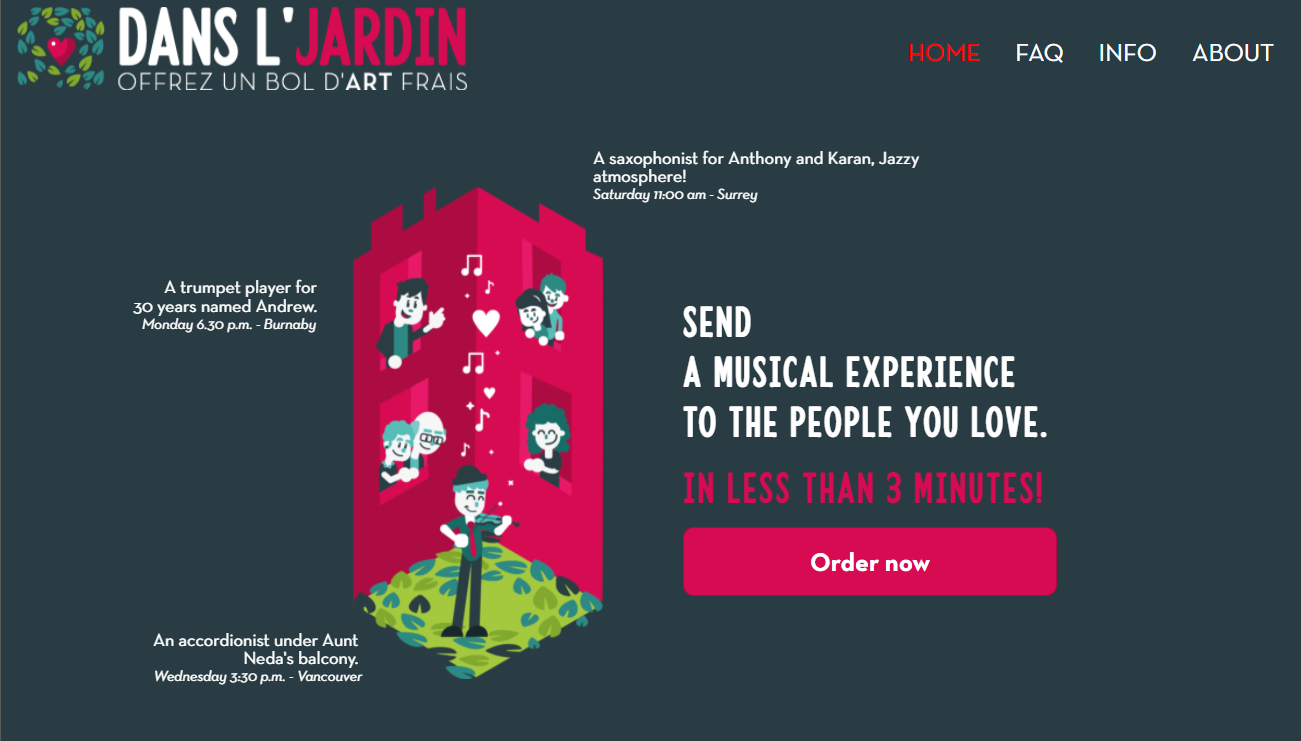 DANS L'JARDIN
OFFREZ UN BOL D'ART FRAIS
HOME FAQ INFO ABOUT
A saxophonist for Anthony and Karan, Jazzy
atmosphere!
Saturday 11:00 am - Surrey
A trumpet player for
30 years named Andrew.
Monday 6.30 p.m. - Burnaby
SEND
A MUSICAL EXPERIENCE
TO THE PEOPLE YOU LOVE.
IN LESS THAN 3 MINUTES!
Order now
An accordionist under Aunt
Neda's balcony.
Wednesday 3:30 p.m. - Vancouver